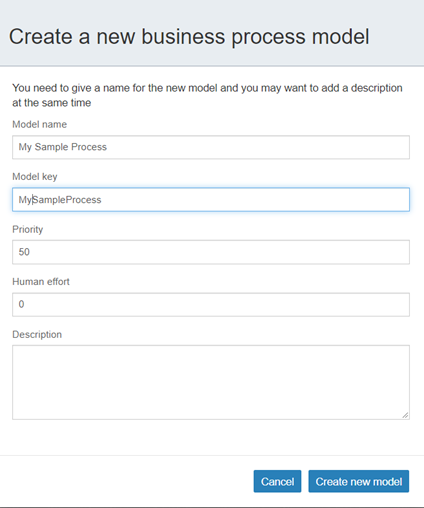 Create a new business process model
You need to give a name for the new model and you may want to add a description
at the same time
Model name
My Sample Process
Model key
MySampleProcess
Priority
50
Human effort
0
Description
Cancel Create new model